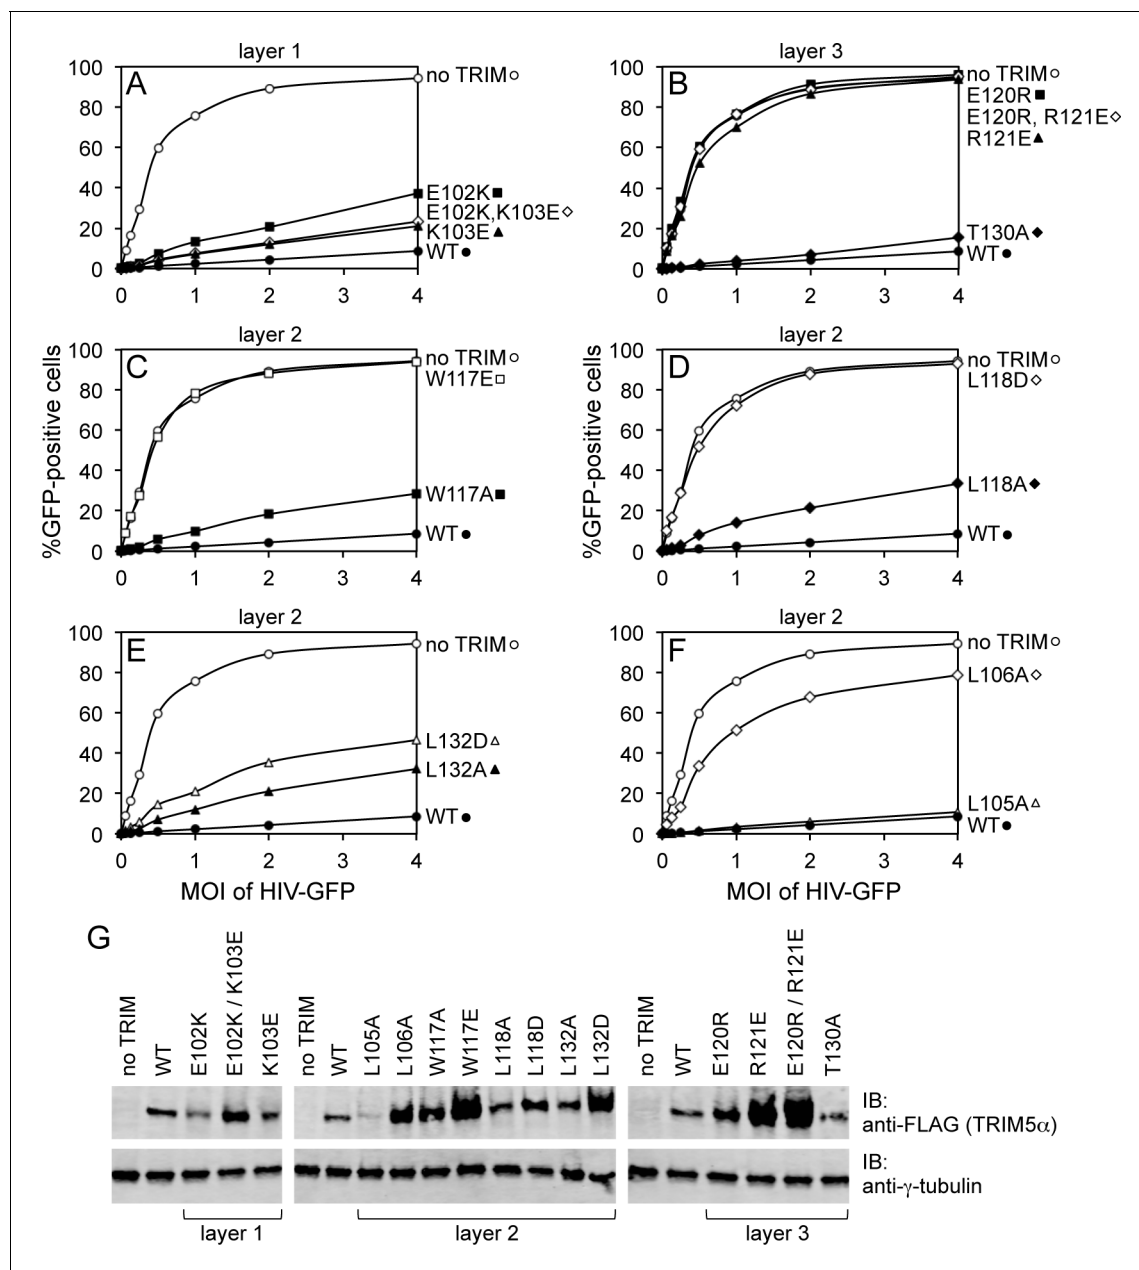 layer 1
A
100
80
60
40
20
0
0 1 2 3 4
no TRIM
E102K
E102K,K103E
K103E
WT
layer 3
B
100
80
60
40
20
0
0 1 2 3 4
no TRIM
E120R
E120R, R121E
R121E
T130A
WT
layer 2
C
%GFP-positive cells
100
80
60
40
20
0
0 1 2 3 4
no TRIM
W117E
W117A
WT
layer 2
D
%GFP-positive cells
100
80
60
40
20
0
0 1 2 3 4
no TRIM
L118D
L118A
WT
layer 2
E
100
80
60
40
20
0
0 1 2 3 4
MOI of HIV-GFP
no TRIM
L132D
L132A
WT
layer 2
F
100
80
60
40
20
0
0 1 2 3 4
MOI of HIV-GFP
no TRIM
L106A
L105A
WT
G
no TRIM
WT
E102K
E102K / K103E
K103E
no TRIM
WT
L105A
L106A
W117A
W117E
L118A
L118D
L132A
L132D
no TRIM
WT
E120R
R121E
E120R / R121E
T130A
IB:
anti-FLAG (TRIM5α)
IB:
anti-γ-tubulin
layer 1
layer 2
layer 3